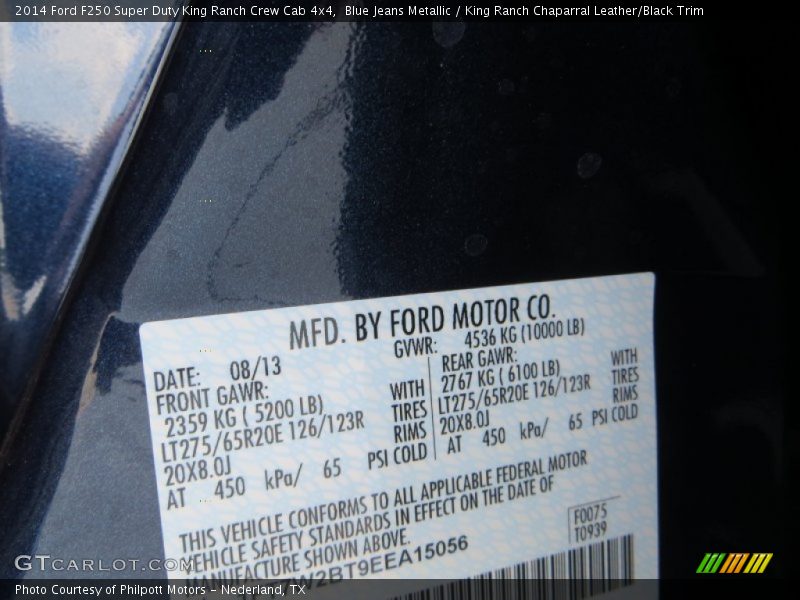 2014 Ford F250 Super Duty King Ranch Crew Cab 4x4,  Blue Jeans Metallic / King Ranch Chaparral Leather/Black Trim
MFD. BY FORD MOTOR CO.
DATE: 08/13 GVWR: 4536 KG (10000 LB)
FRONT GAWR:
2359 KG ( 5200 LB) WITH
LT275/65R20E 126/123R TIRES
20X8.0J RIMS
AT 450 kPa/ 65 PSI COLD
REAR GAWR:
2767 KG ( 6100 LB) WITH
LT275/65R20E 126/123R TIRES
20X8.0J RIMS
AT 450 kPa/ 65 PSI COLD
THIS VEHICLE CONFORMS TO ALL APPLICABLE FEDERAL MOTOR
VEHICLE SAFETY STANDARDS IN EFFECT ON THE DATE OF
MANUFACTURE SHOWN ABOVE.
F0075
T0939
W2BT9EEA15056
GTCARLOT.COM
Photo Courtesy of Philpott Motors – Nederland, TX